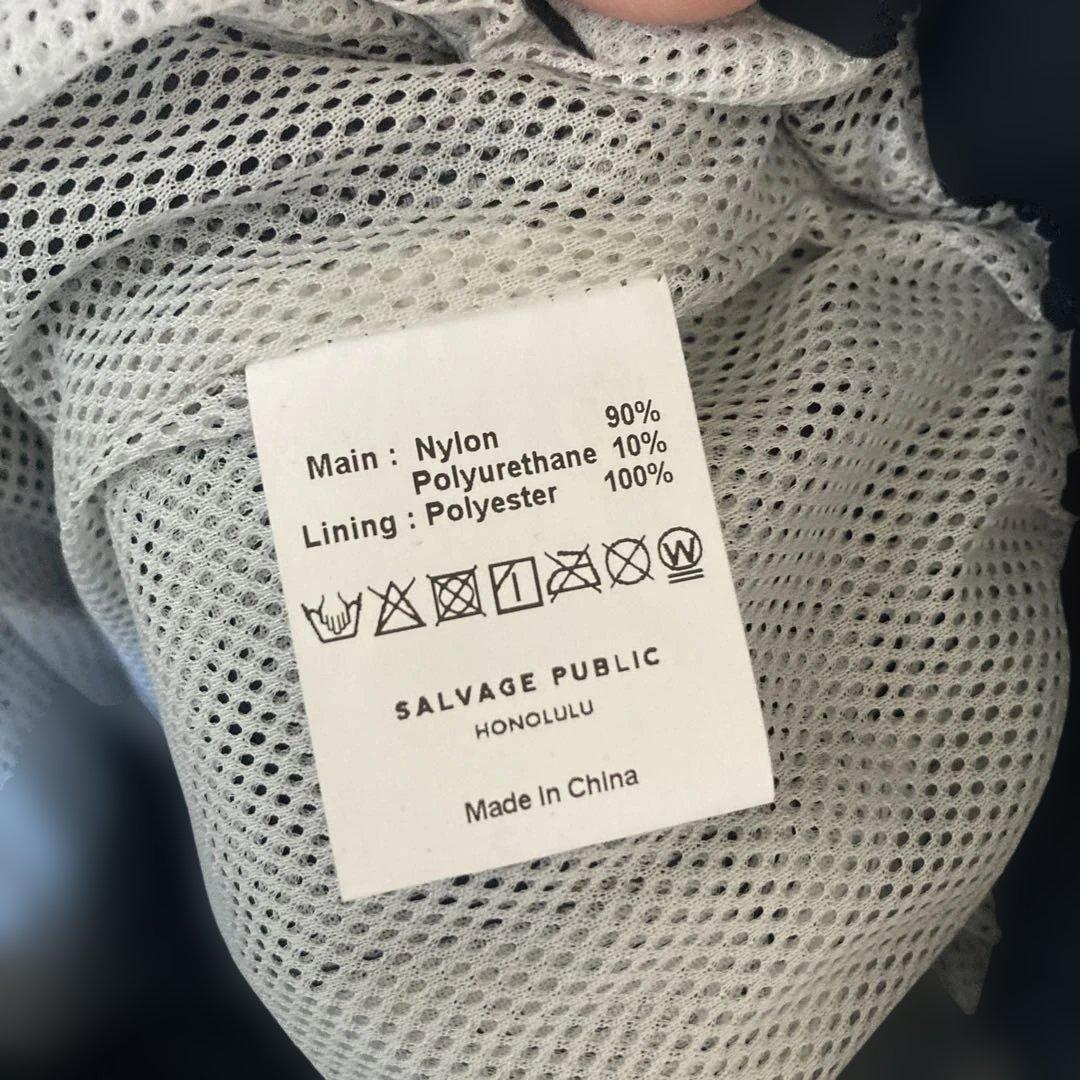 Main : Nylon 90%
Polyurethane 10%
Lining : Polyester 100%
W
SALVAGE PUBLIC
HONOLULU
Made In China